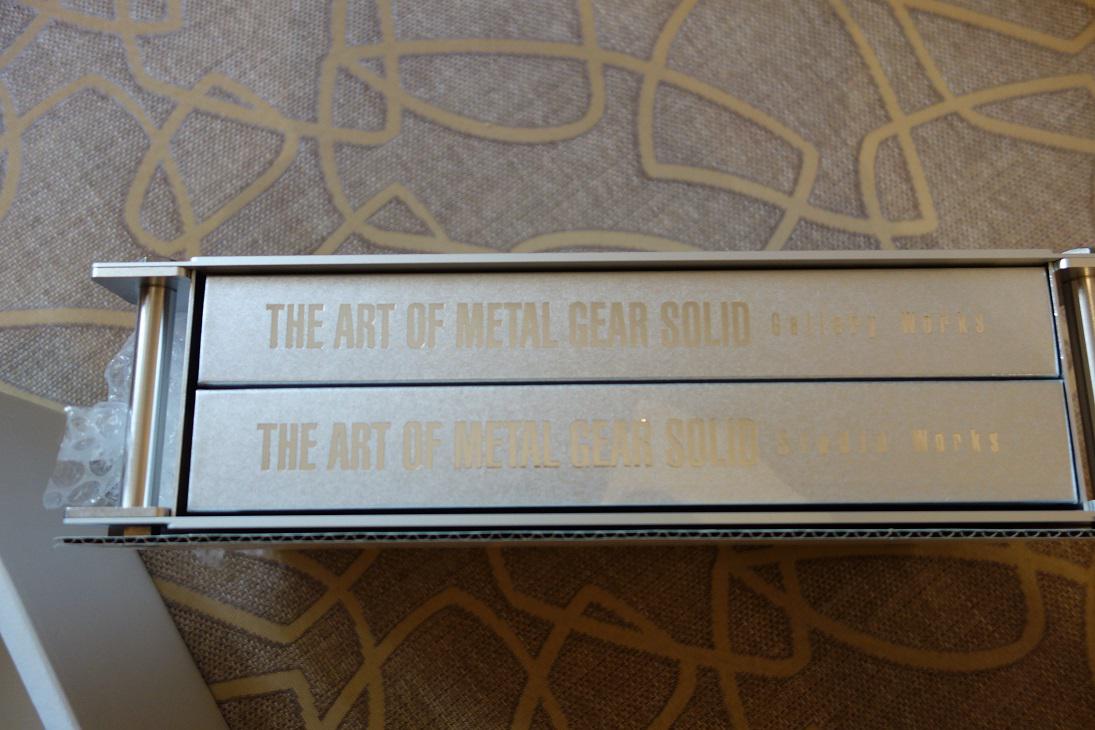 THE ART OF METAL GEAR SOLID Gallery Works
THE ART OF METAL GEAR SOLID Studio Works